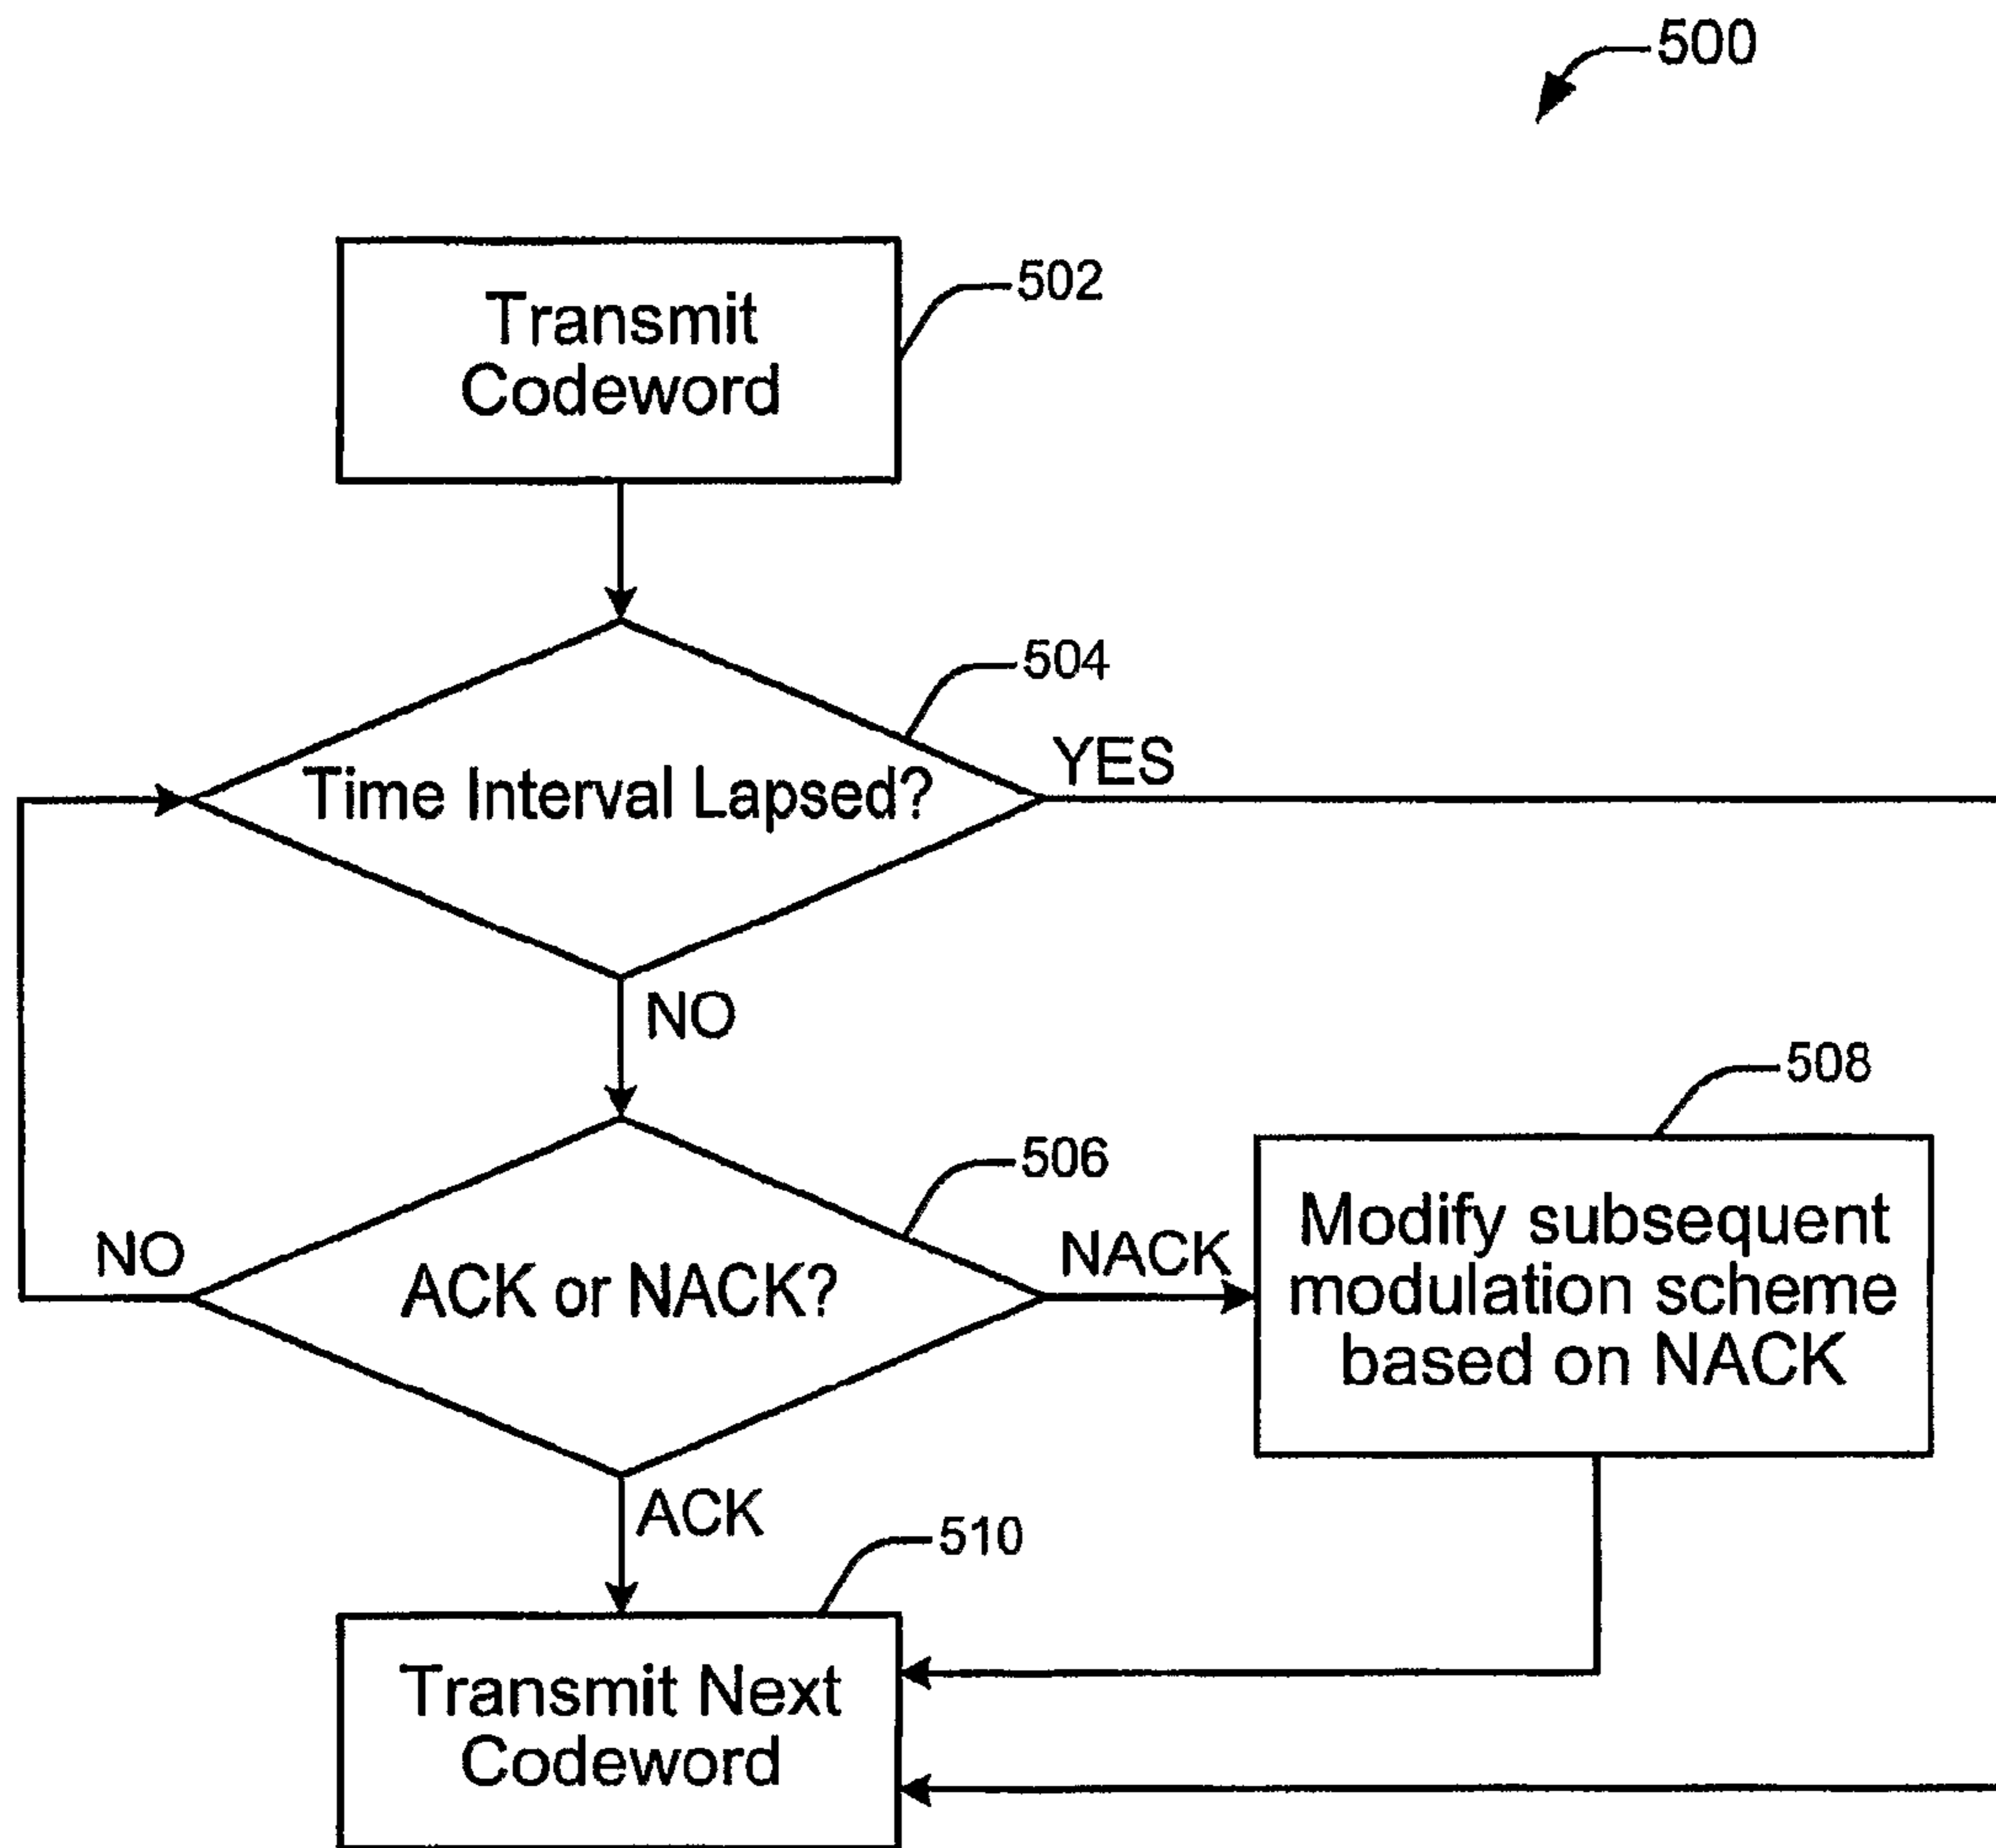 500
Transmit
Codeword
502
504
Time Interval Lapsed?
YES
NO
506
508
ACK or NACK?
NO
NACK
Modify subsequent
modulation scheme
based on NACK
ACK
510
Transmit Next
Codeword